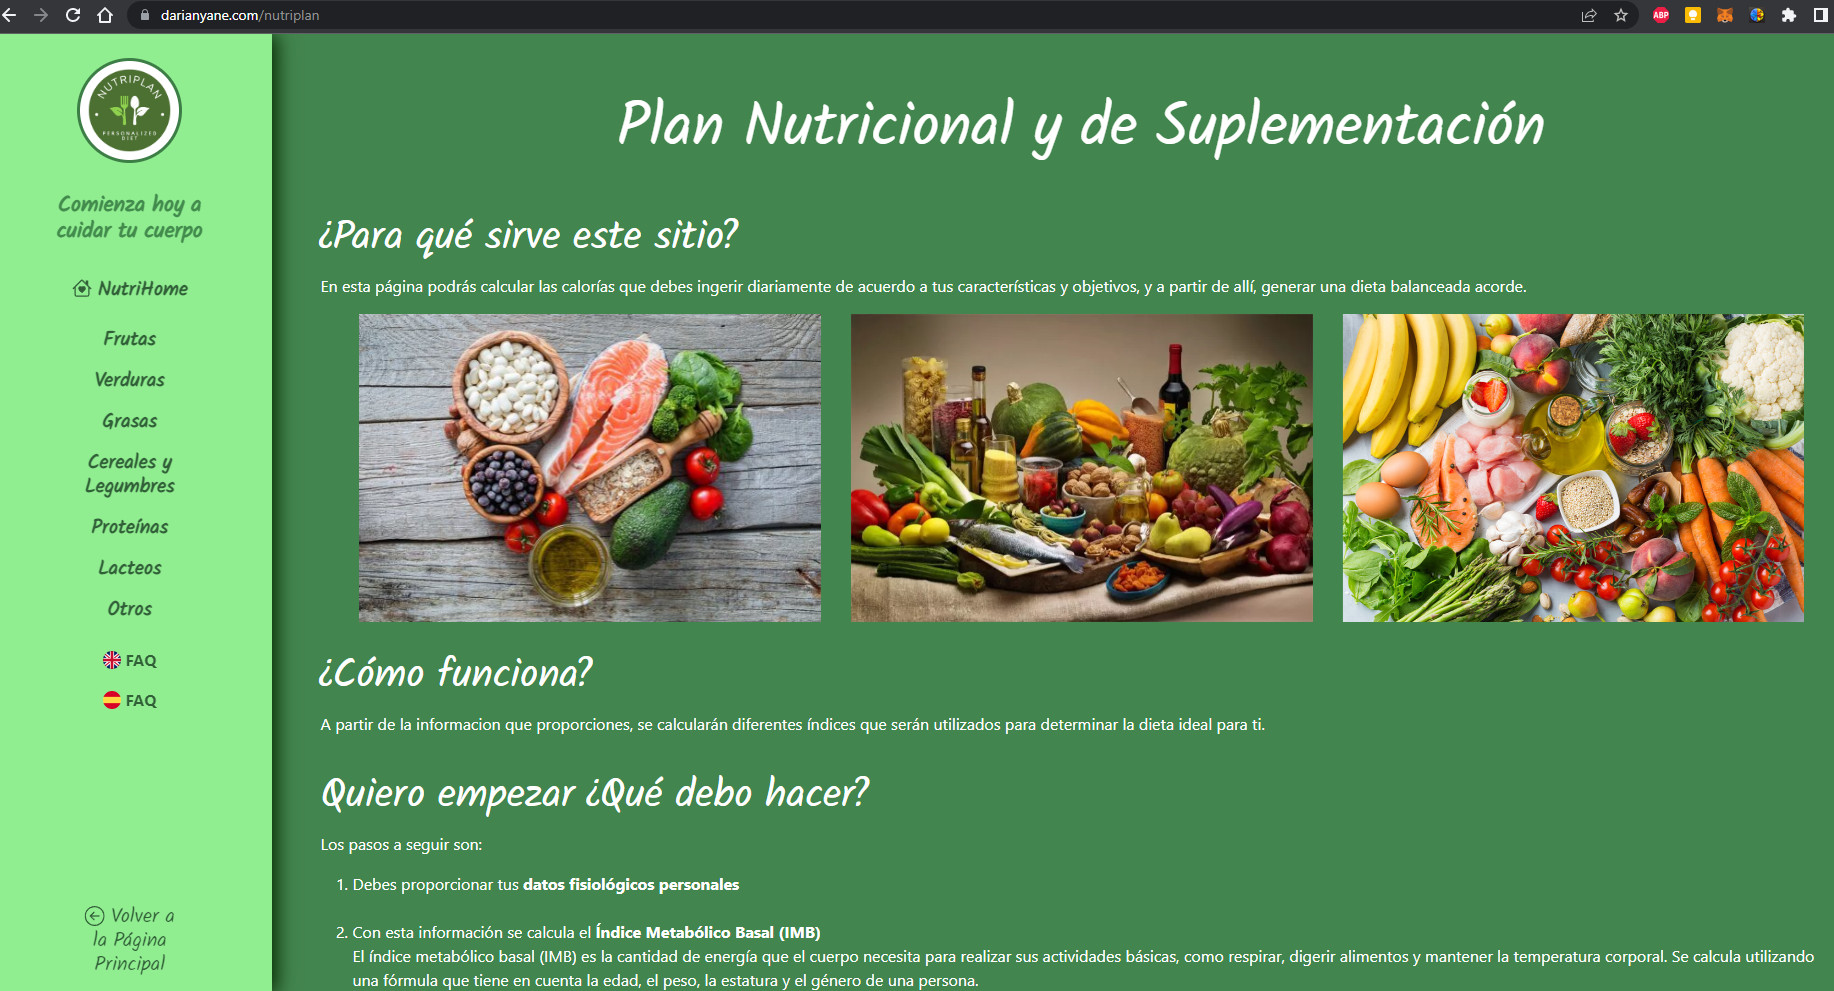 darianyane.com/nutriplan
ABP
NUTRIPLAN
PERSONALIZED
DIET
Comienza hoy a
cuidar tu cuerpo
NutriHome
Frutas
Verduras
Grasas
Cereales y
Legumbres
Proteínas
Lacteos
Otros
FAQ
FAQ
Volver a
la Página
Principal
Plan Nutricional y de Suplementación
¿Para qué sirve este sitio?
En esta página podrás calcular las calorías que debes ingerir diariamente de acuerdo a tus características y objetivos, y a partir de allí, generar una dieta balanceada acorde.
¿Cómo funciona?
A partir de la informacion que proporciones, se calcularán diferentes índices que serán utilizados para determinar la dieta ideal para ti.
Quiero empezar ¿Qué debo hacer?
Los pasos a seguir son:
1. Debes proporcionar tus datos fisiológicos personales
2. Con esta información se calcula el Índice Metabólico Basal (IMB)
El índice metabólico basal (IMB) es la cantidad de energía que el cuerpo necesita para realizar sus actividades básicas, como respirar, digerir alimentos y mantener la temperatura corporal. Se calcula utilizando
una fórmula que tiene en cuenta la edad, el peso, la estatura y el género de una persona.